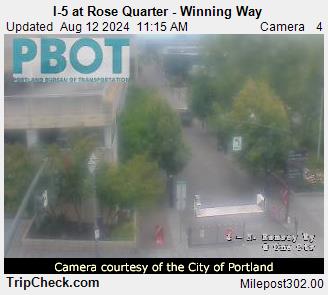 I-5 at Rose Quarter - Winning Way
Updated Aug 12 2024 11:15 AM Camera 4
PBOT
PORTLAND BUREAU OF TRANSPORTATION
Camera courtesy of the City of Portland
TripCheck.com Milepost302.00